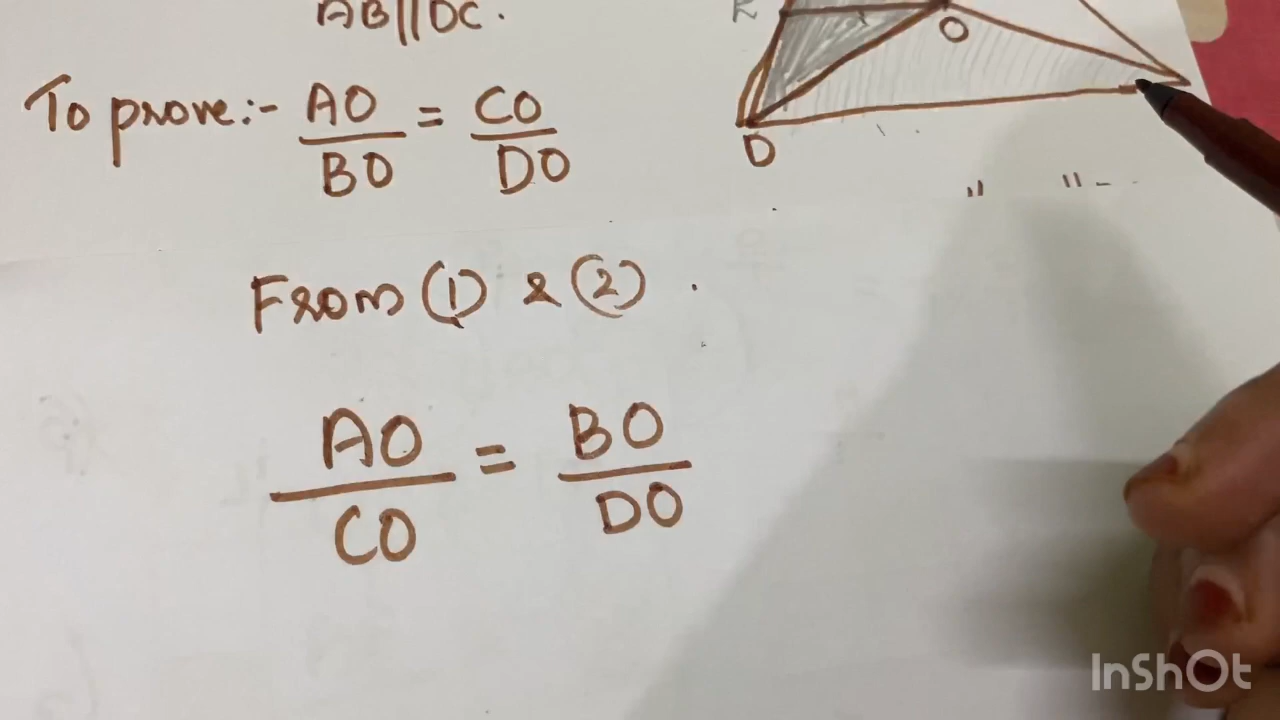 AB||DC.
To prove:- AO/BO = CO/DO
O
D
From (1) & (2).
AO/CO = BO/DO
InShOt